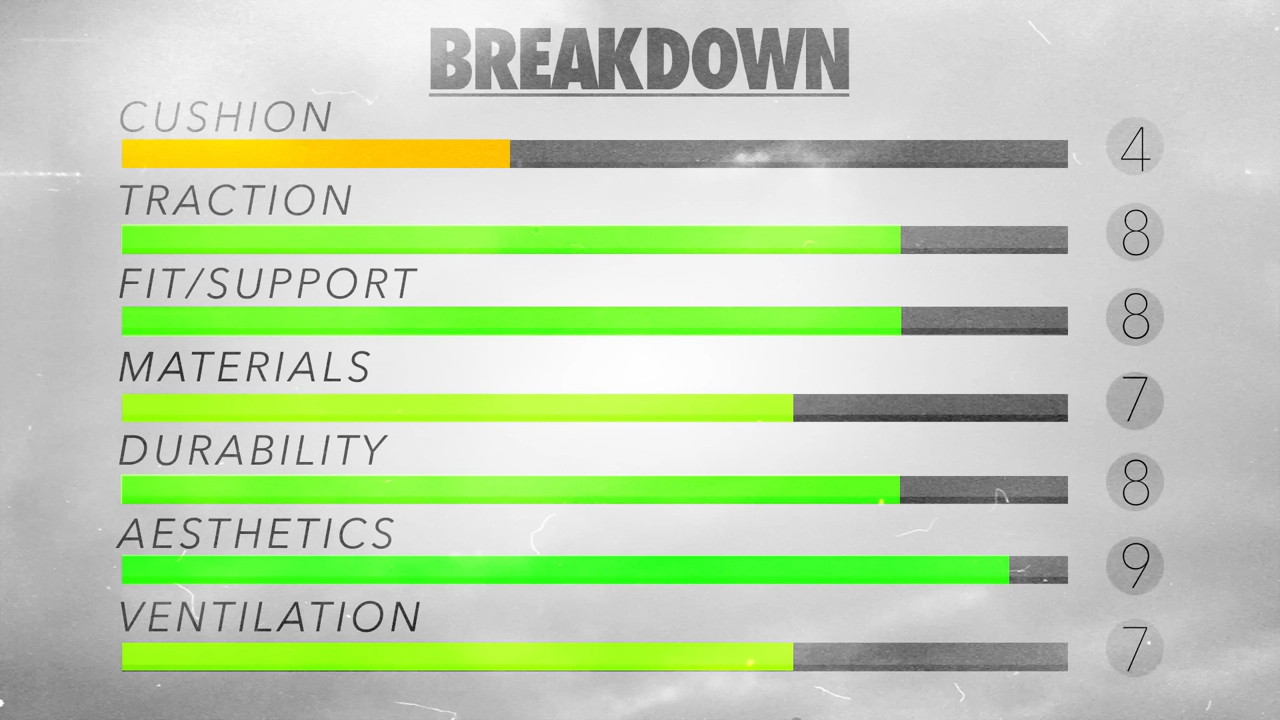 BREAKDOWN
CUSHION
4
TRACTION
8
FIT/SUPPORT
8
MATERIALS
7
DURABILITY
8
AESTHETICS
9
VENTILATION
7